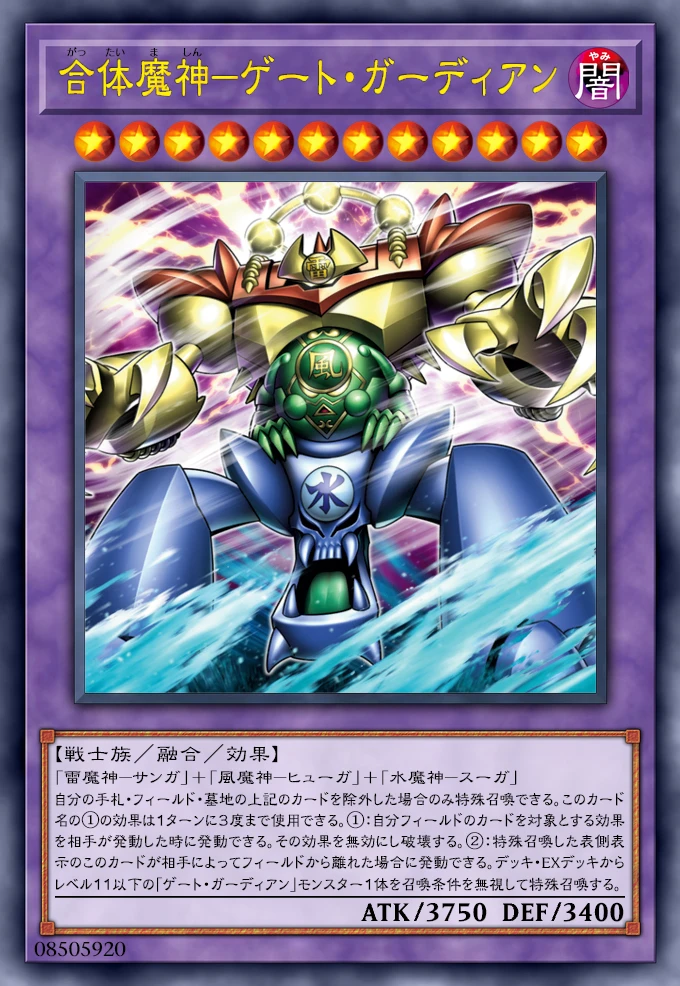 がっ たい ま しん
合体魔神－ゲート・ガーディアン
やみ
闇
雷
風
水
【戦士族／融合／効果】
「雷魔神－サンガ」＋「風魔神－ヒューガ」＋「水魔神－スーガ」
自分の手札・フィールド・墓地の上記のカードを除外した場合のみ特殊召喚できる。このカード
名の①の効果は1ターンに3度まで使用できる。①：自分フィールドのカードを対象とする効果
を相手が発動した時に発動できる。その効果を無効にし破壊する。②：特殊召喚した表側表
示のこのカードが相手によってフィールドから離れた場合に発動できる。デッキ・EXデッキから
レベル11以下の「ゲート・ガーディアン」モンスター1体を召喚条件を無視して特殊召喚する。
ATK/3750 DEF/3400
08505920